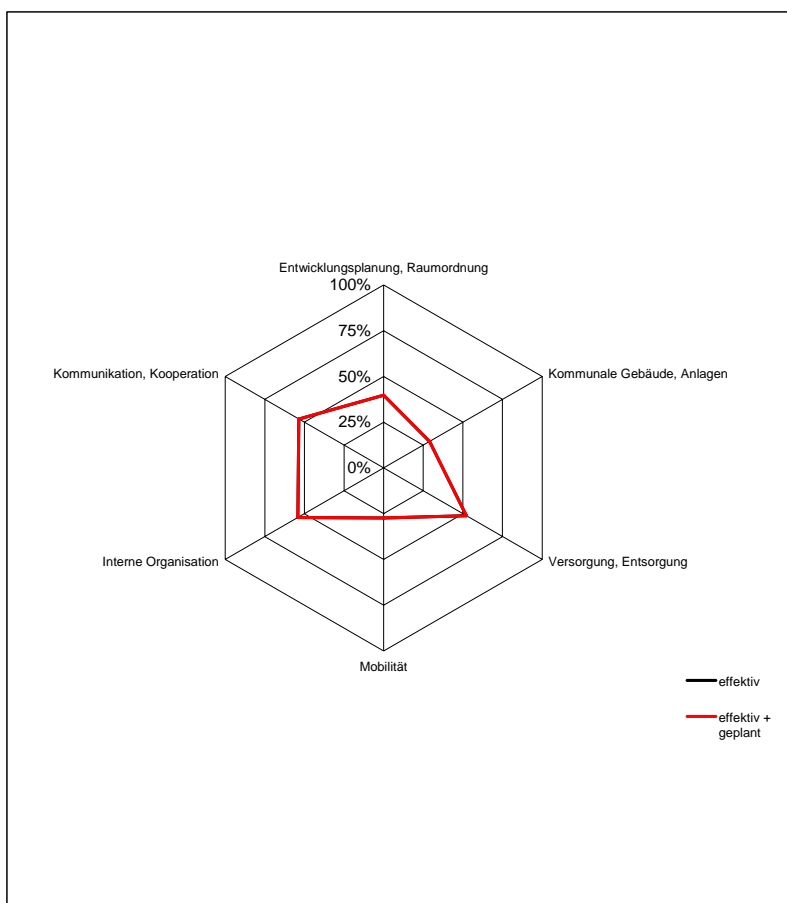 Entwicklungsplanung, Raumordnung
100%
75%
Kommunikation, Kooperation
Kommunale Gebäude, Anlagen
50%
25%
0%
Interne Organisation
Versorgung, Entsorgung
Mobilität
effektiv
effektiv +
geplant